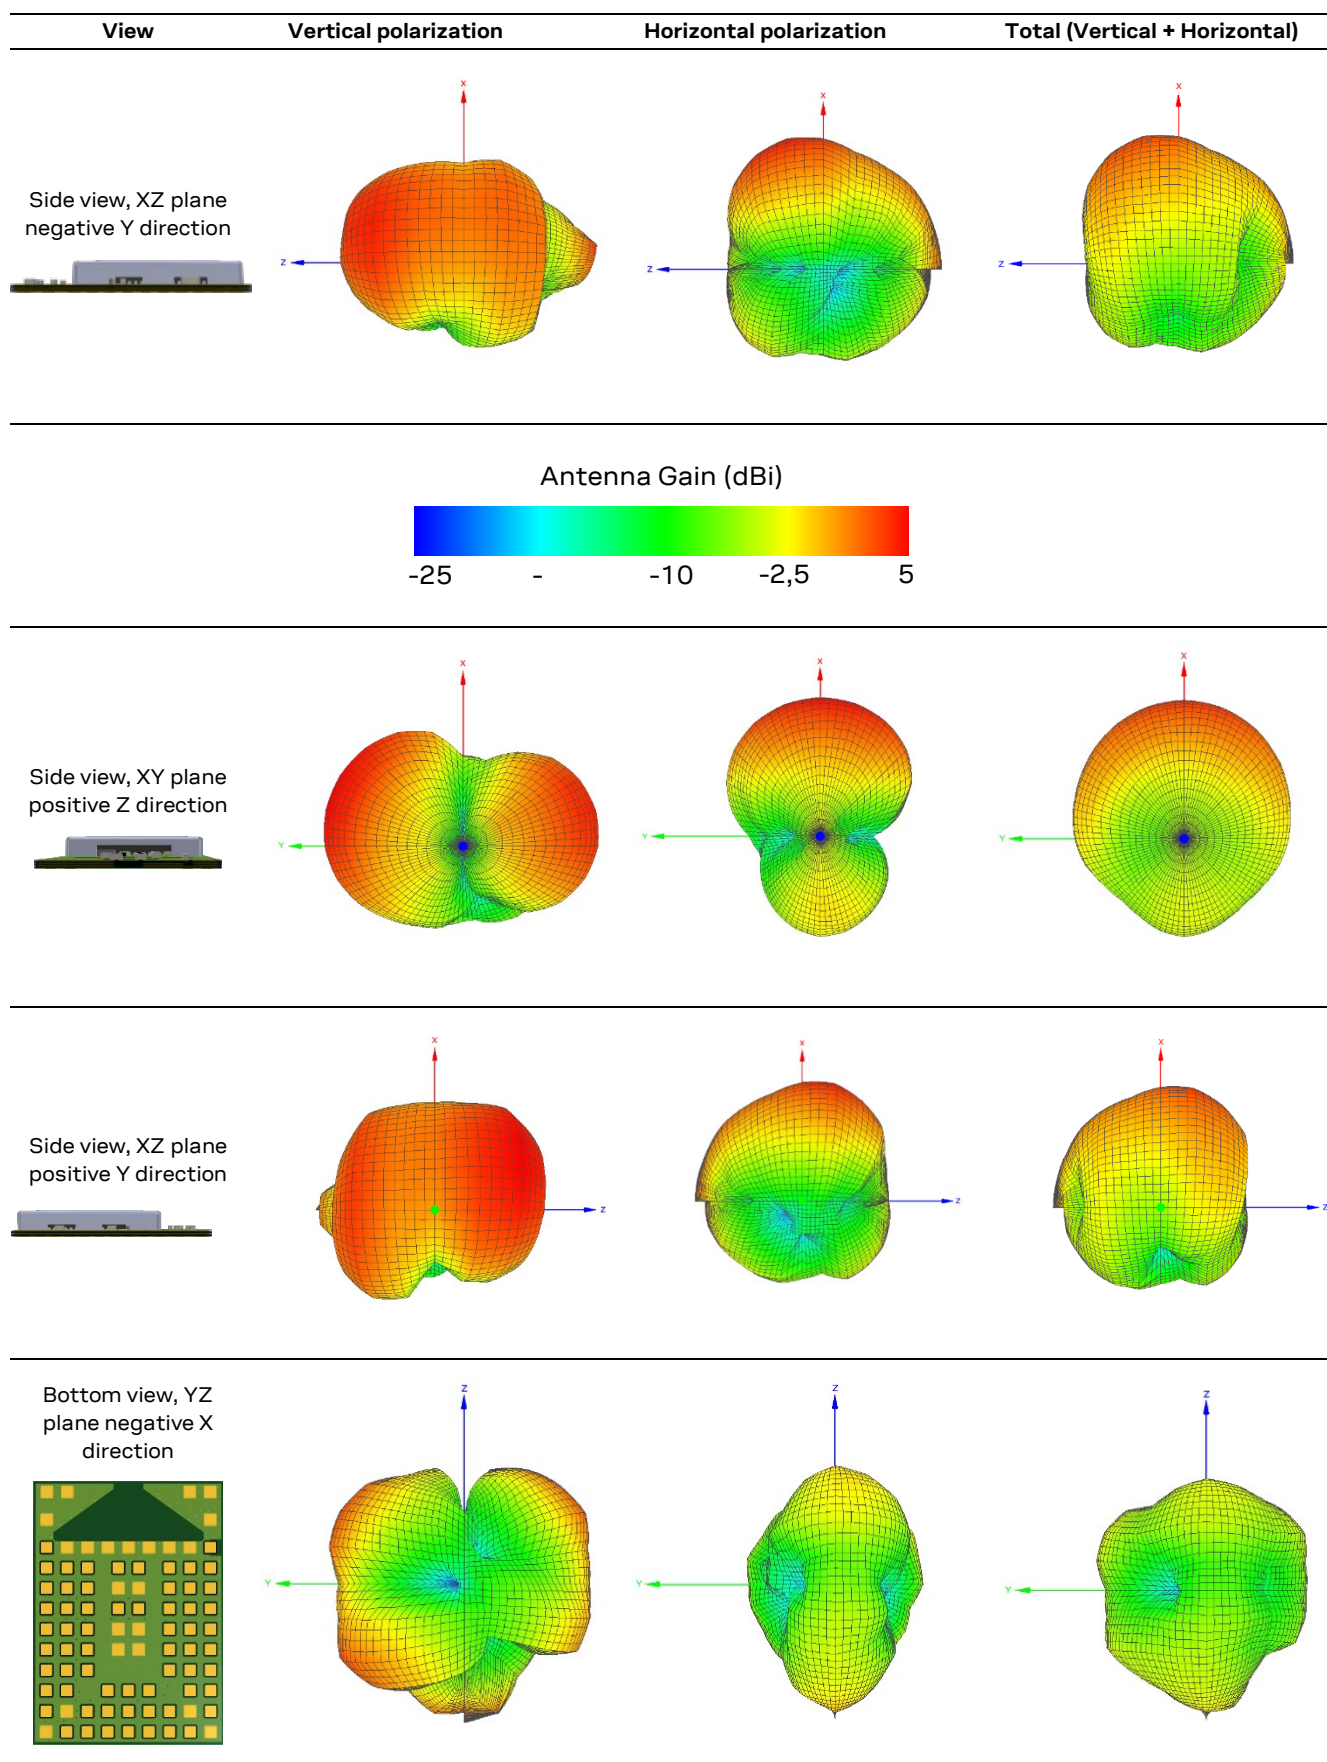 View Vertical polarization Horizontal polarization Total (Vertical + Horizontal)
X X X
Side view, XZ plane
negative Y direction
Z Z Z
Antenna Gain (dBi)
-25 - -10 -2,5 5
X X X
Side view, XY plane
positive Z direction
Y Y Y
X X X
Side view, XZ plane
positive Y direction
Z Z Z
Bottom view, YZ
plane negative X
direction
Z Z Z
Y Y Y